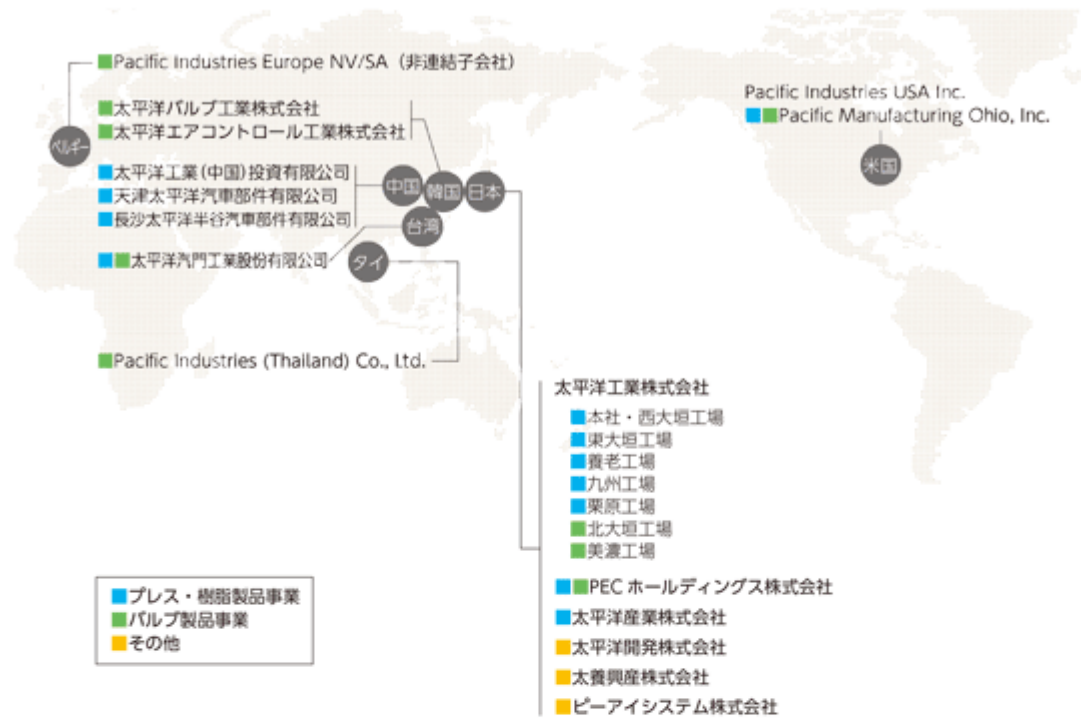 Pacific Industries Europe NV/SA（非連結子会社）
太平洋バルブ工業株式会社
太平洋エアコントロール工業株式会社
ベルギー
太平洋工業（中国）投資有限公司
天津太平洋汽車部件有限公司
長沙太平洋半谷汽車部件有限公司
中国
韓国
日本
台湾
太平洋汽門工業股份有限公司
タイ
Pacific Industries (Thailand) Co., Ltd.
Pacific Industries USA Inc.
Pacific Manufacturing Ohio, Inc.
米国
太平洋工業株式会社
本社・西大垣工場
東大垣工場
養老工場
九州工場
栗原工場
北大垣工場
美濃工場
PEC ホールディングス株式会社
太平洋産業株式会社
太平洋開発株式会社
太養興産株式会社
ピーアイシステム株式会社
プレス・樹脂製品事業
バルブ製品事業
その他